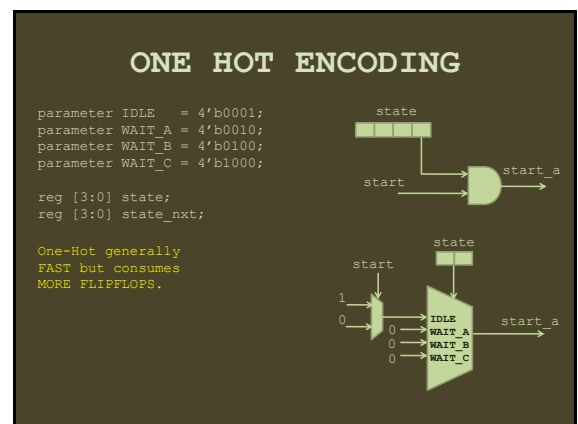 ONE HOT ENCODING
parameter IDLE   = 4’b0001;
parameter WAIT_A = 4’b0010;
parameter WAIT_B = 4’b0100;
parameter WAIT_C = 4’b1000;
reg [3:0] state;
reg [3:0] state_nxt;
One-Hot generally
FAST but consumes
MORE FLIPFLOPS.
state
start
start_a
state
start
1
0
IDLE
0 WAIT_A
0 WAIT_B
0 WAIT_C
start_a